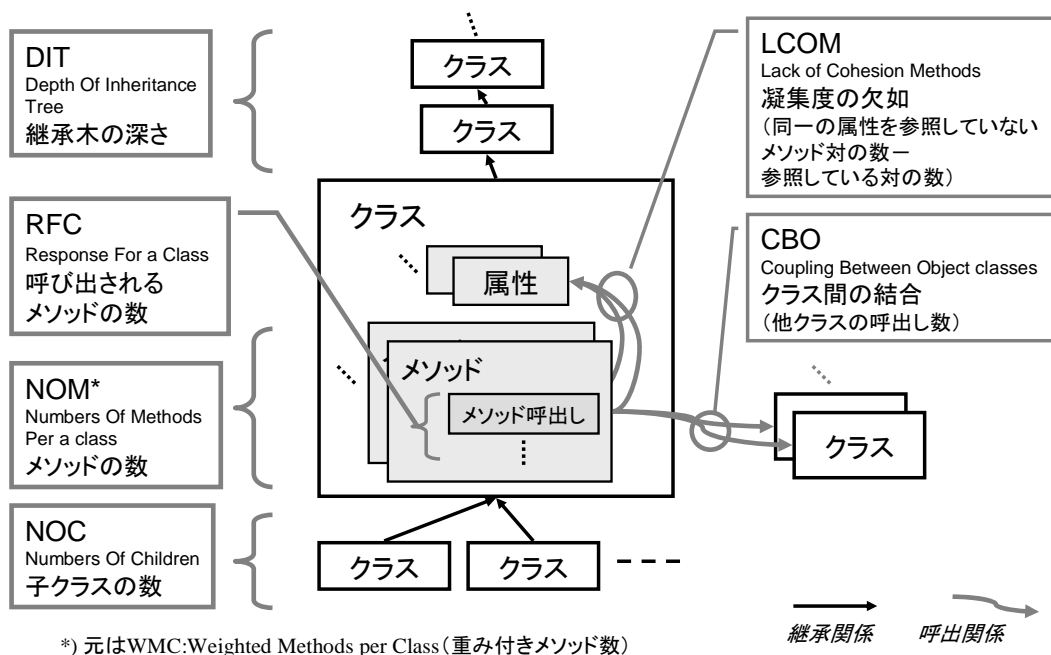 DIT
Depth Of Inheritance
Tree
継承木の深さ
RFC
Response For a Class
呼び出される
メソッドの数
NOM*
Numbers Of Methods
Per a class
メソッドの数
NOC
Numbers Of Children
子クラスの数
クラス
クラス
クラス
属性
メソッド
メソッド呼出し
クラス
クラス
LCOM
Lack of Cohesion Methods
凝集度の欠如
（同一の属性を参照していない
メソッド対の数－
参照している対の数）
CBO
Coupling Between Object classes
クラス間の結合
（他クラスの呼出し数）
クラス
継承関係
呼出関係
*) 元はWMC:Weighted Methods per Class（重み付きメソッド数）